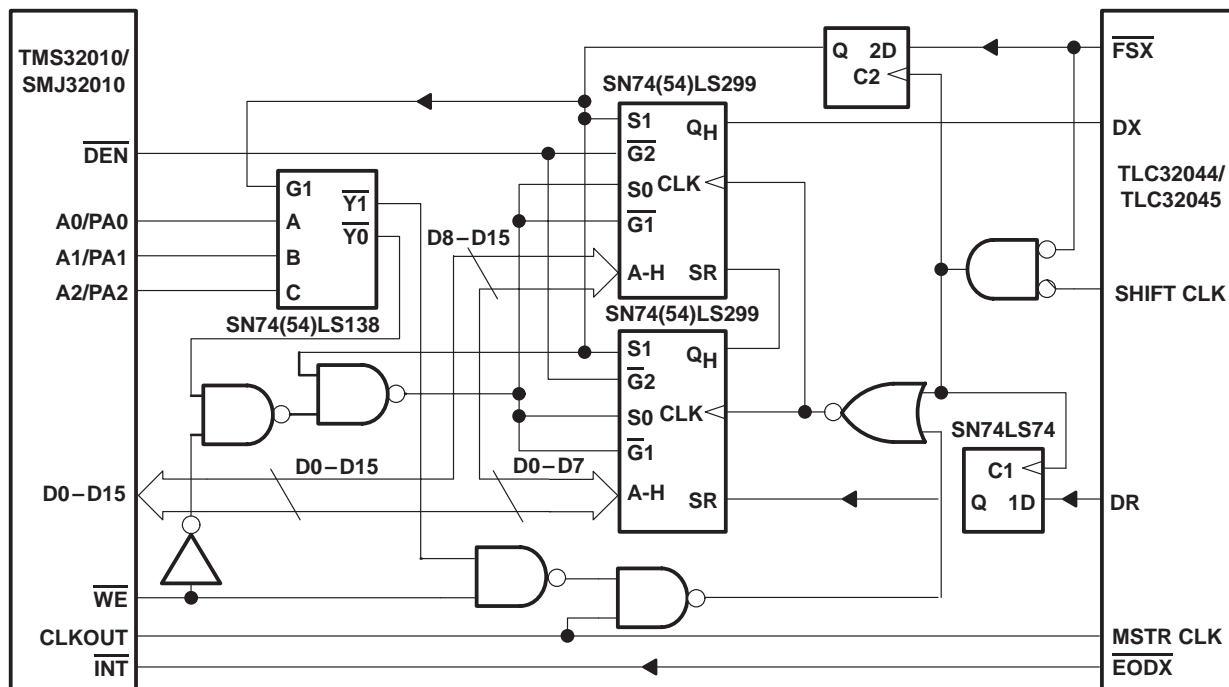 TMS32010/
SMJ32010
DEN
A0/PA0
A1/PA1
A2/PA2
D0–D15
WE
CLKOUT
INT
G1
A
B
C
Y1
Y0
SN74(54)LS138
D8–D15
D0–D15
D0–D7
SN74(54)LS299
S1
G2
S0
G1
A-H
QH
CLK
SR
SN74(54)LS299
S1
G2
S0
G1
A-H
QH
CLK
SR
Q 2D
C2
SN74LS74
C1
Q 1D
FSX
DX
TLC32044/
TLC32045
SHIFT CLK
DR
MSTR CLK
EODX